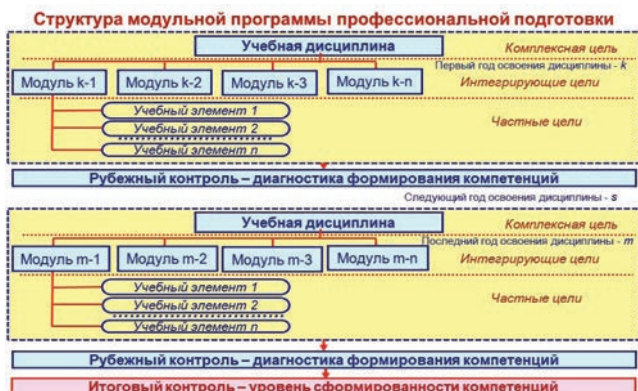 Структура модульной программы профессиональной подготовки
Учебная дисциплина
Комплексная цель
Первый год освоения дисциплины - k
Модуль k-1 Модуль k-2 Модуль k-3 Модуль k-n
Интегрирующие цели
Учебный элемент 1
Учебный элемент 2
Частные цели
Учебный элемент n
Рубежный контроль – диагностика формирования компетенций
Следующий год освоения дисциплины - s
Учебная дисциплина
Комплексная цель
Последний год освоения дисциплины - m
Модуль m-1 Модуль m-2 Модуль m-3 Модуль m-n
Интегрирующие цели
Учебный элемент 1
Учебный элемент 2
Частные цели
Учебный элемент n
Рубежный контроль – диагностика формирования компетенций
Итоговый контроль – уровень сформированности компетенций